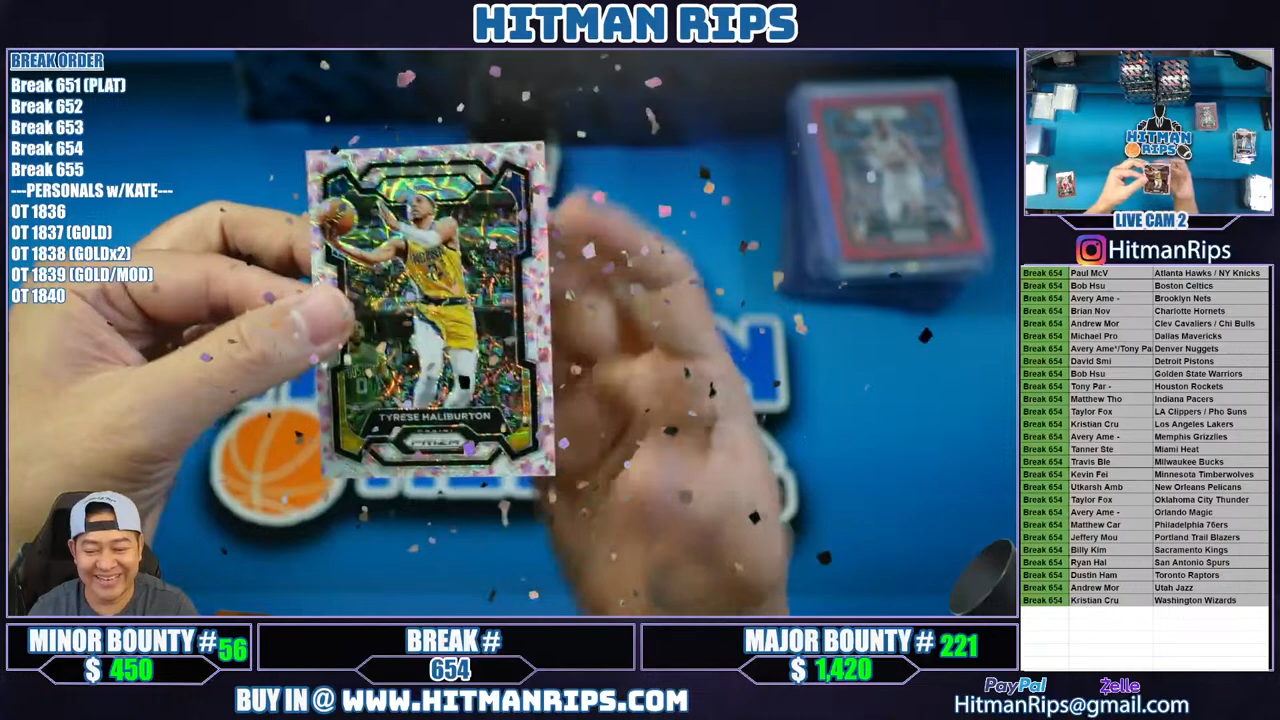 HITMAN RIPS
BREAK ORDER
Break 651 (PLAT)
Break 652
Break 653
Break 654
Break 655
---PERSONALS w/KATE---
OT 1836
OT 1837 (GOLD)
OT 1838 (GOLDx2)
OT 1839 (GOLD/MOD)
OT 1840
TYRESE HALIBURTON
PRIZM
HITMAN
RIPS
LIVE CAM 2
HitmanRips
Break 654 Paul McV Atlanta Hawks / NY Knicks
Break 654 Bob Hsu Boston Celtics
Break 654 Avery Ame - Brooklyn Nets
Break 654 Brian Nov Charlotte Hornets
Break 654 Andrew Mor Clev Cavaliers / Chi Bulls
Break 654 Michael Pro Dallas Mavericks
Break 654 Avery Ame*/Tony Pa Denver Nuggets
Break 654 David Smi Detroit Pistons
Break 654 Bob Hsu Golden State Warriors
Break 654 Tony Par - Houston Rockets
Break 654 Matthew Tho Indiana Pacers
Break 654 Taylor Fox LA Clippers / Pho Suns
Break 654 Kristian Cru Los Angeles Lakers
Break 654 Avery Ame - Memphis Grizzlies
Break 654 Tanner Ste Miami Heat
Break 654 Travis Ble Milwaukee Bucks
Break 654 Kevin Fei Minnesota Timberwolves
Break 654 Utkarsh Amb New Orleans Pelicans
Break 654 Taylor Fox Oklahoma City Thunder
Break 654 Avery Ame - Orlando Magic
Break 654 Matthew Car Philadelphia 76ers
Break 654 Jeffery Mou Portland Trail Blazers
Break 654 Billy Kim Sacramento Kings
Break 654 Ryan Hal San Antonio Spurs
Break 654 Dustin Ham Toronto Raptors
Break 654 Andrew Mor Utah Jazz
Break 654 Kristian Cru Washington Wizards
MINOR BOUNTY # 56
$ 450
BREAK #
654
MAJOR BOUNTY # 221
$ 1,420
BUY IN @ WWW.HITMANRIPS.COM
PayPal Zelle
HitmanRips@gmail.com